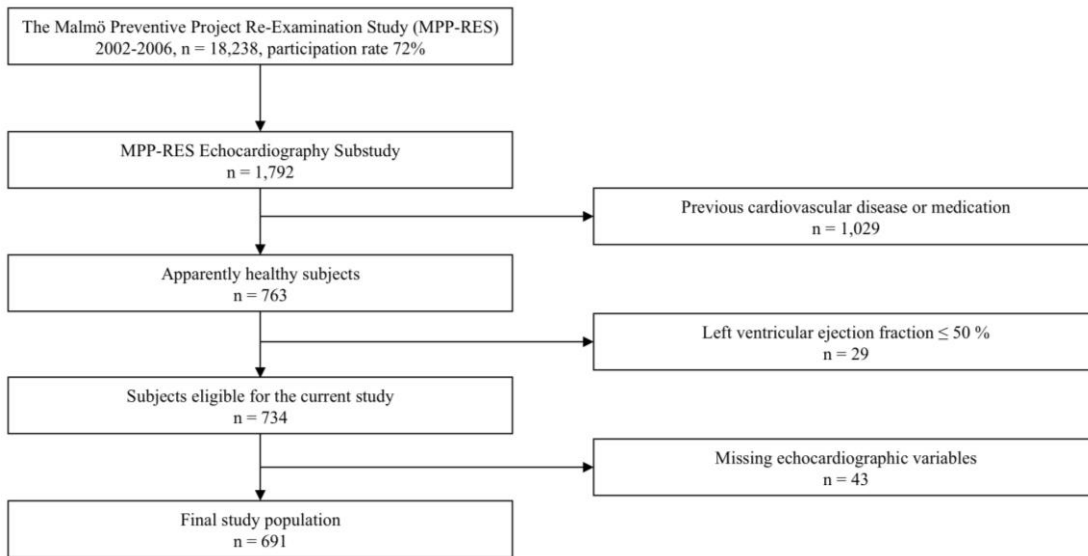 The Malmö Preventive Project Re-Examination Study (MPP-RES)
2002-2006, n = 18,238, participation rate 72%
MPP-RES Echocardiography Substudy
n = 1,792
Previous cardiovascular disease or medication
n = 1,029
Apparently healthy subjects
n = 763
Left ventricular ejection fraction ≤ 50 %
n = 29
Subjects eligible for the current study
n = 734
Missing echocardiographic variables
n = 43
Final study population
n = 691